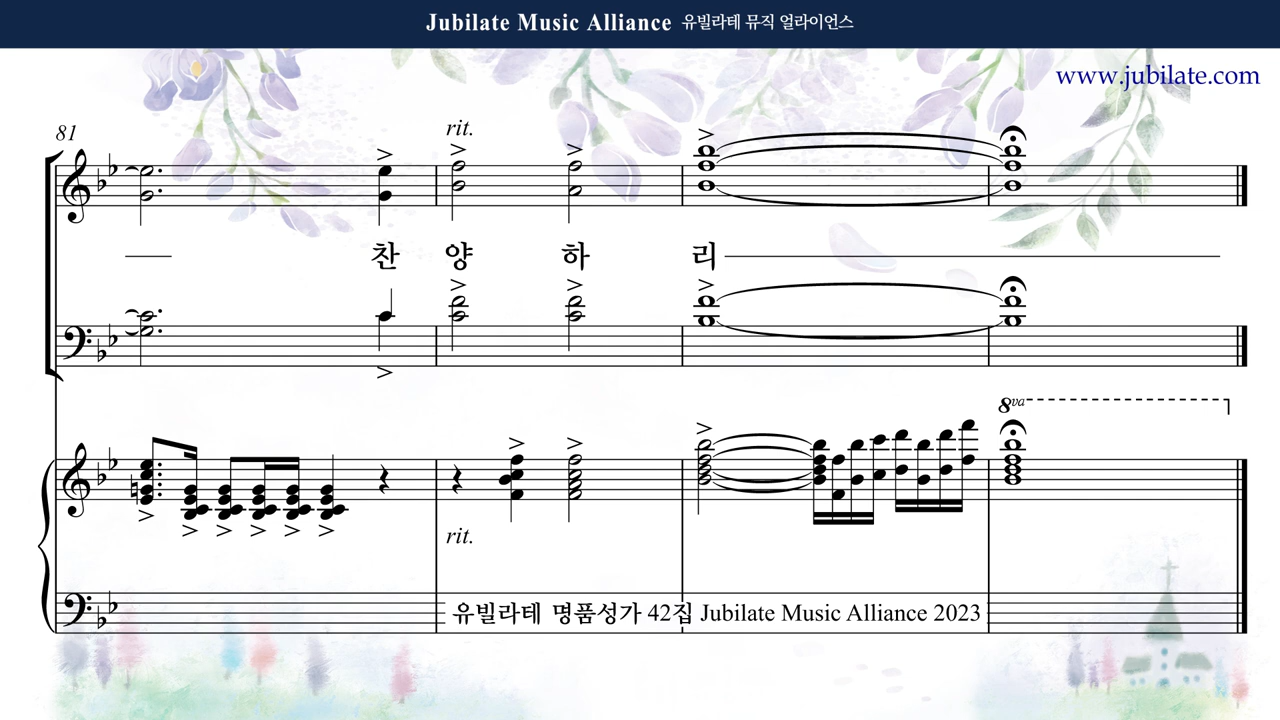 Jubilate Music Alliance 유빌라테 뮤직 얼라이언스
www.jubilate.com
81
rit.
찬 양 하 리
8va
rit.
유빌라테 명품성가 42집 Jubilate Music Alliance 2023